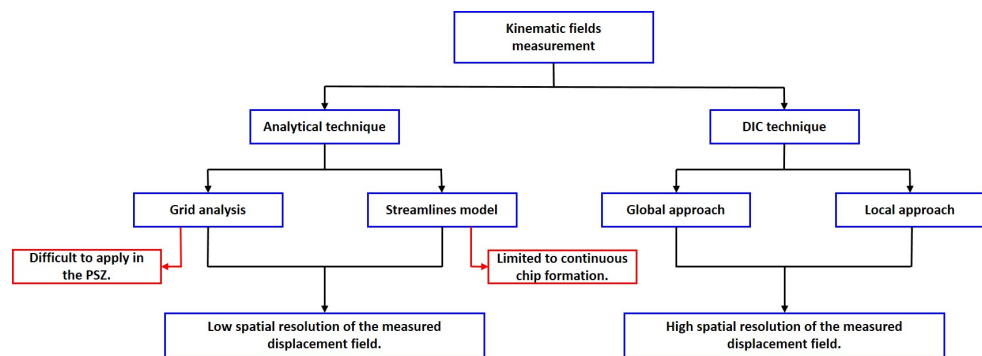 Kinematic fields
measurement
Analytical technique
DIC technique
Grid analysis
Streamlines model
Global approach
Local approach
Difficult to apply in
the PSZ.
Limited to continuous
chip formation.
Low spatial resolution of the measured
displacement field.
High spatial resolution of the measured
displacement field.